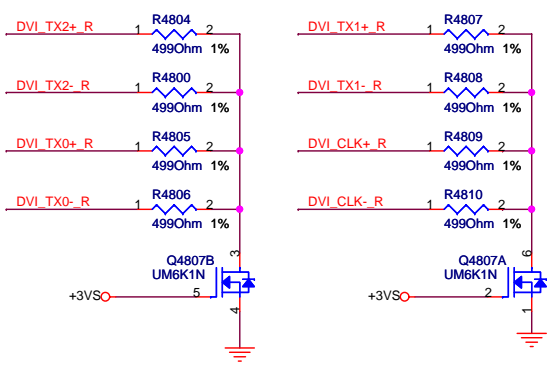 R4804
DVI_TX2+_R 1 2
499Ohm 1%
R4800
DVI_TX2-_R 1 2
499Ohm 1%
R4805
DVI_TX0+_R 1 2
499Ohm 1%
R4806
DVI_TX0-_R 1 2
499Ohm 1%
Q4807B
UM6K1N
3
+3VS 5
4
R4807
DVI_TX1+_R 1 2
499Ohm 1%
R4808
DVI_TX1-_R 1 2
499Ohm 1%
R4809
DVI_CLK+_R 1 2
499Ohm 1%
R4810
DVI_CLK-_R 1 2
499Ohm 1%
Q4807A
UM6K1N
6
+3VS 2
1